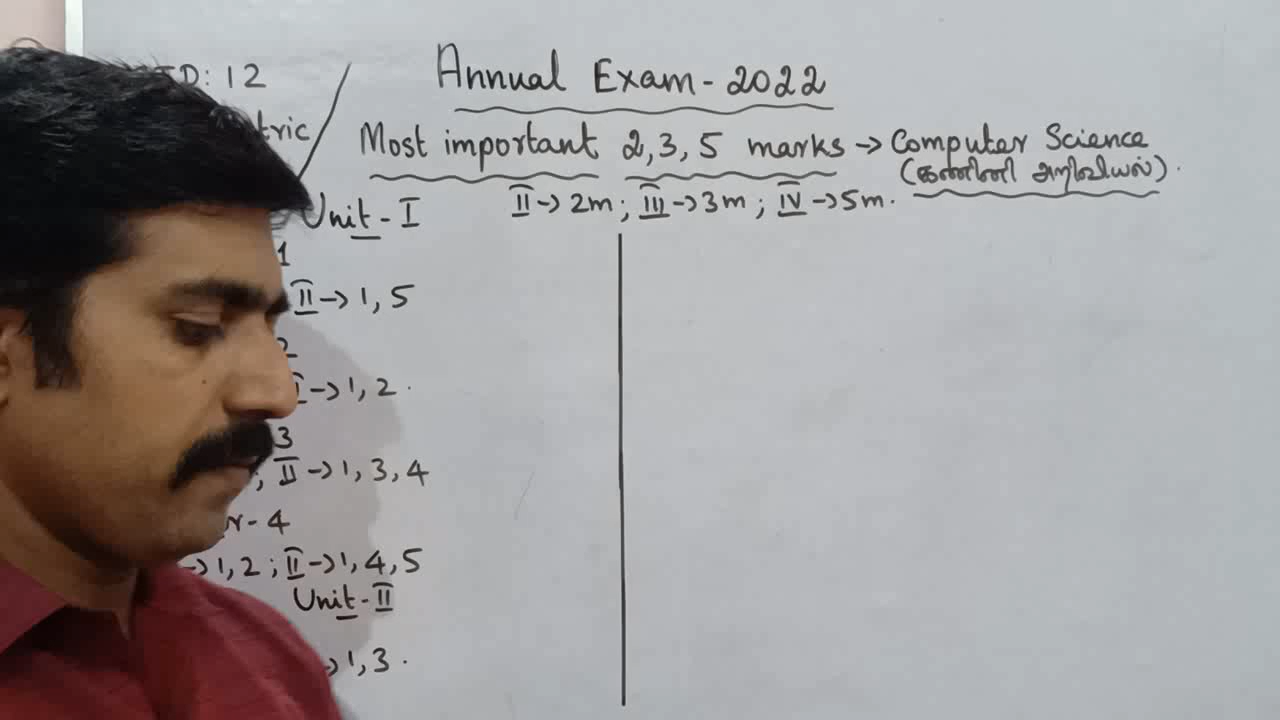 Annual Exam - 2022
: 12
Most important 2, 3, 5 marks → Computer Science
(கணினி அறிவியல்).
II → 2m ; III → 3m ; IV → 5m.
Unit - I
1
II → 1, 5
2
→ 1, 2.
3
; II → 1, 3, 4
- 4
→ 1, 2 ; II → 1, 4, 5
Unit - II
→ 1, 3.